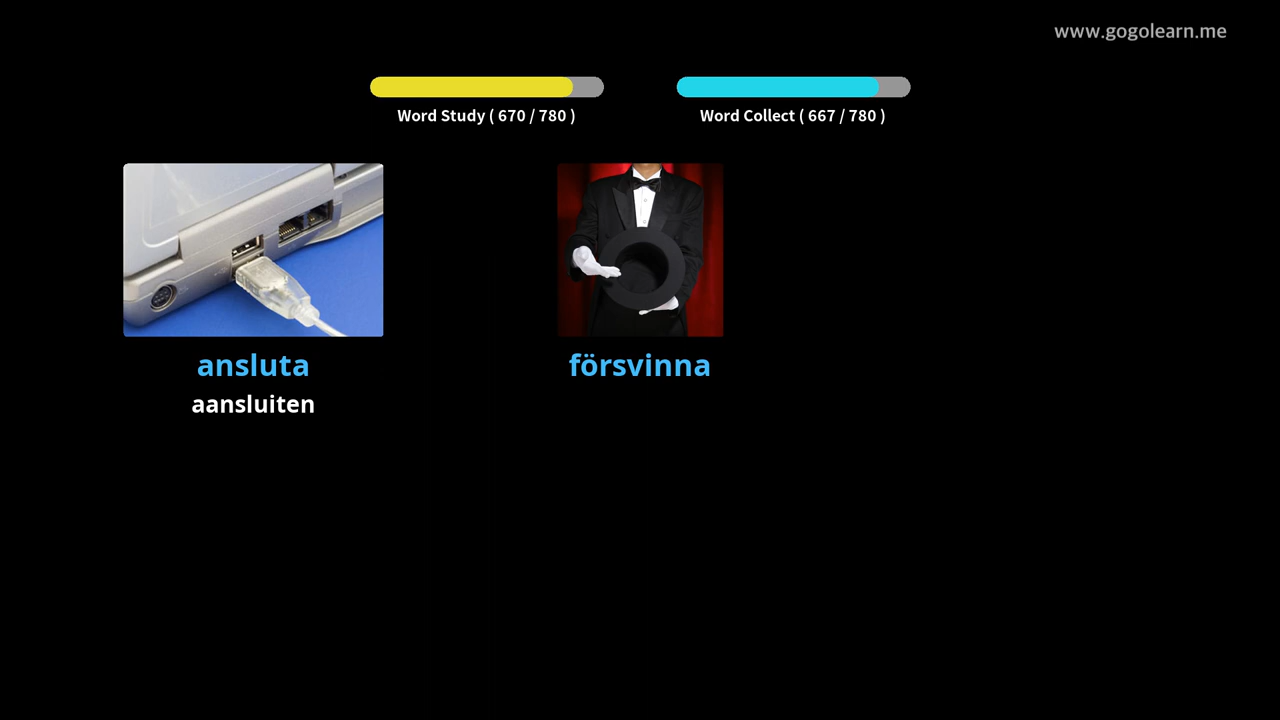 www.gogolearn.me
Word Study ( 670 / 780 )
Word Collect ( 667 / 780 )
ansluta
aansluiten
försvinna